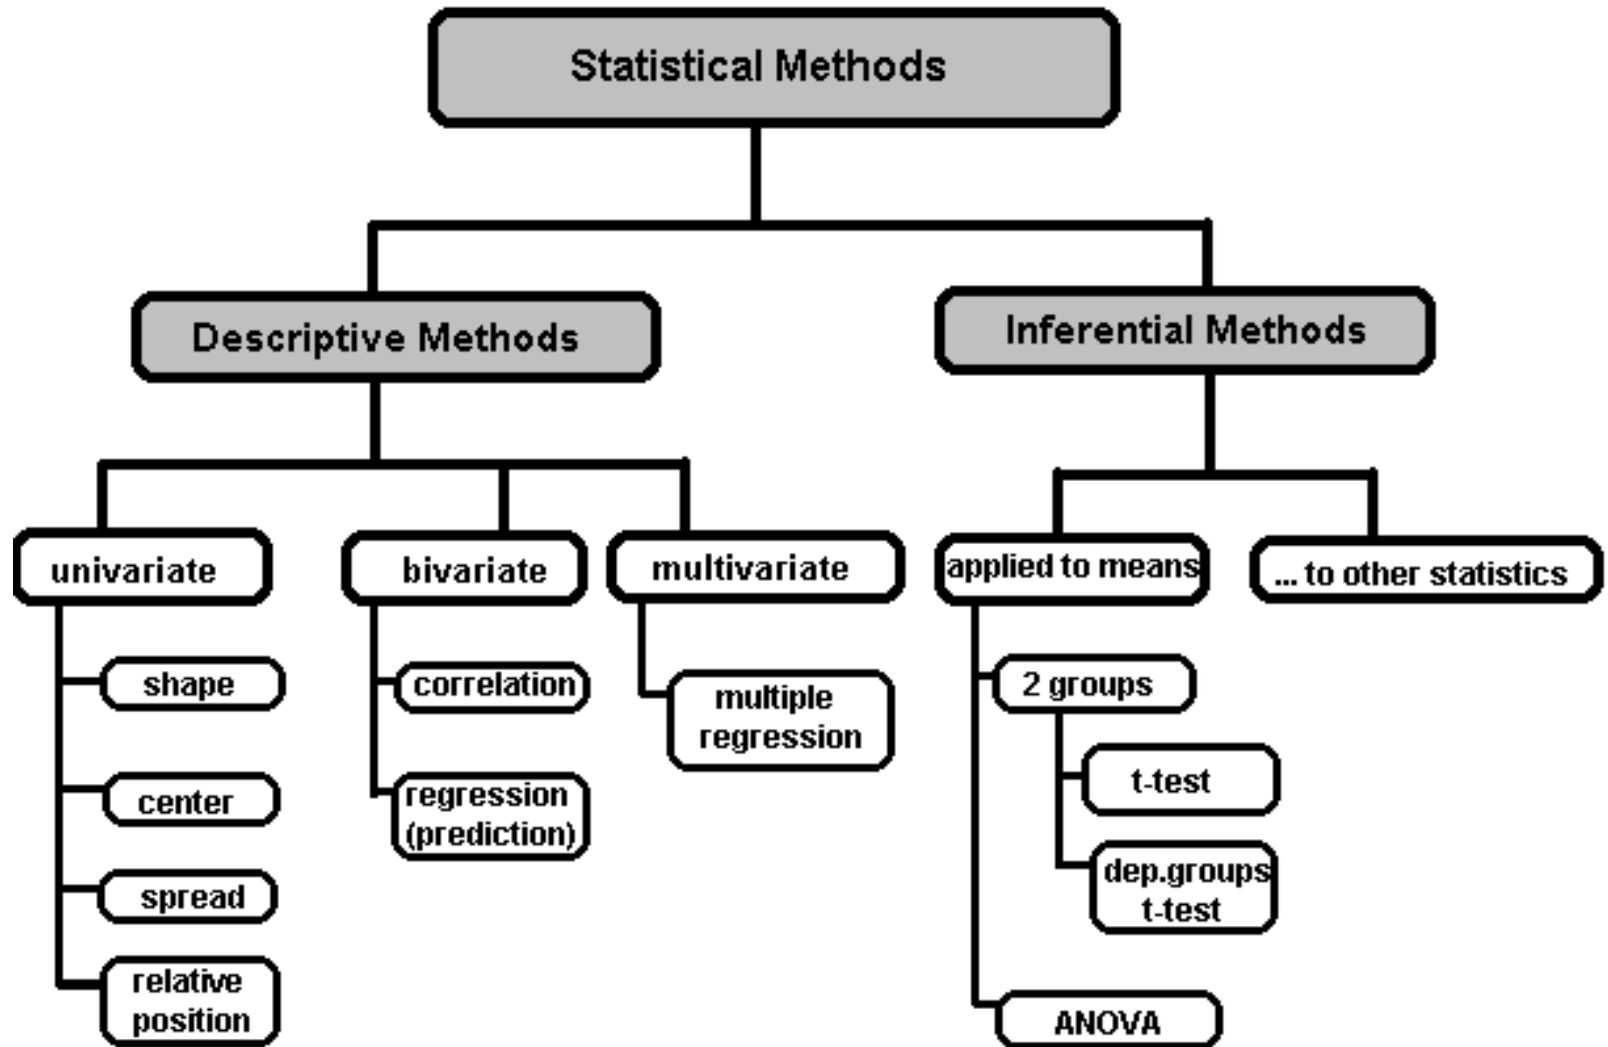 Statistical Methods
Descriptive Methods
Inferential Methods
univariate
bivariate
multivariate
applied to means
... to other statistics
shape
center
spread
relative
position
correlation
regression
(prediction)
multiple
regression
2 groups
t-test
dep.groups
t-test
ANOVA